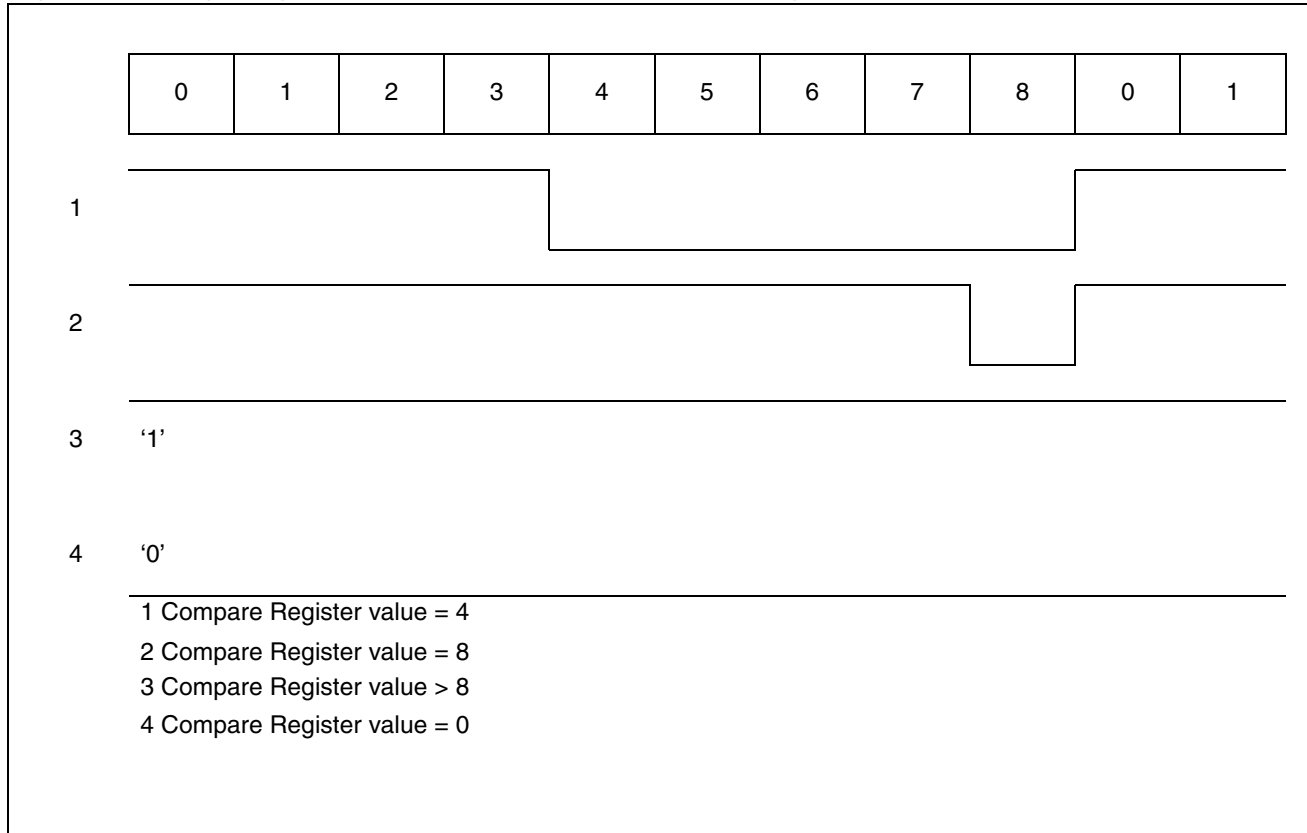 0 1 2 3 4 5 6 7 8 0 1
1
2
3 ‘1’
4 ‘0’
1 Compare Register value = 4
2 Compare Register value = 8
3 Compare Register value > 8
4 Compare Register value = 0